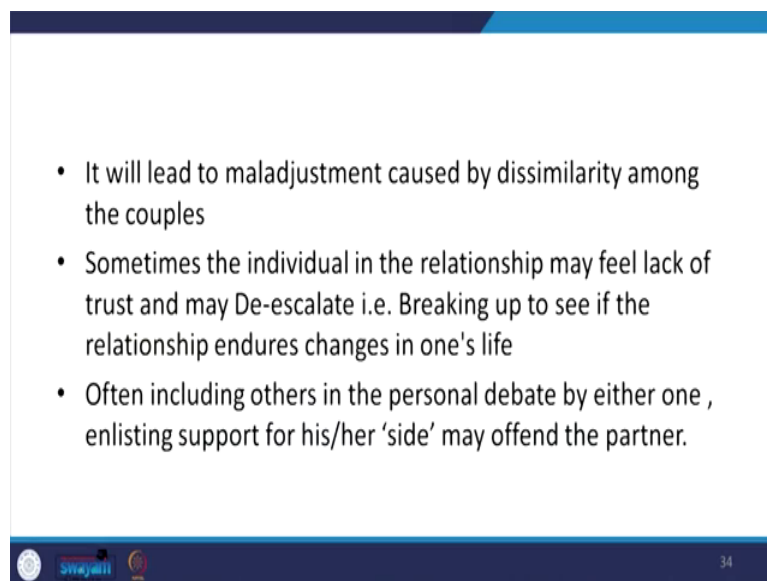 • It will lead to maladjustment caused by dissimilarity among
the couples
• Sometimes the individual in the relationship may feel lack of
trust and may De-escalate i.e. Breaking up to see if the
relationship endures changes in one's life
• Often including others in the personal debate by either one ,
enlisting support for his/her ‘side’ may offend the partner.
swayam
34